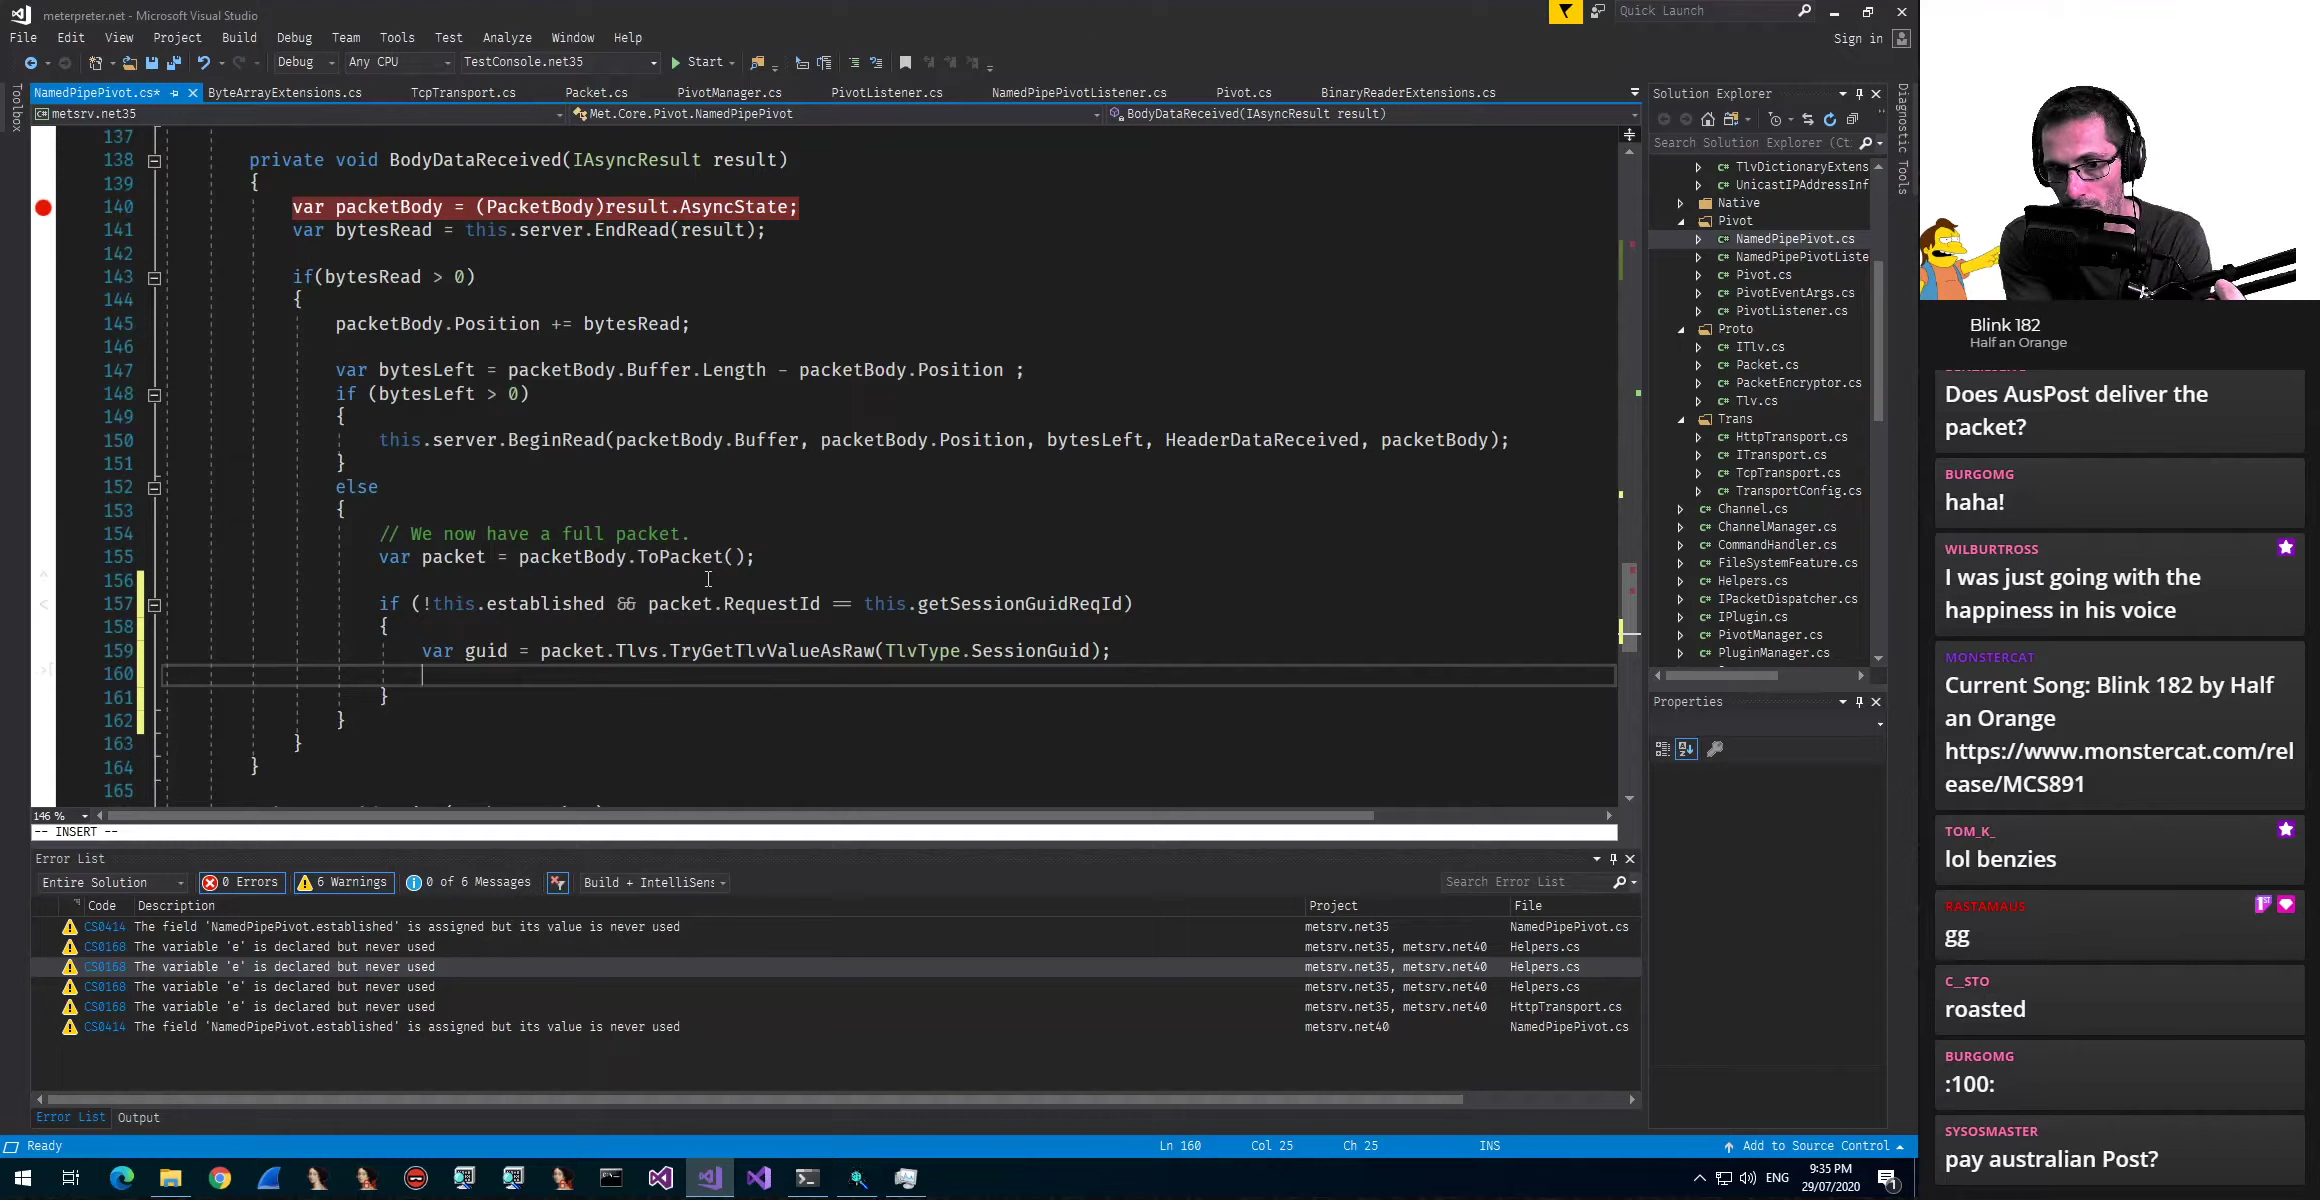 meterpreter.net - Microsoft Visual Studio
Quick Launch
File Edit View Project Build Debug Team Tools Test Analyze Window Help
Sign in
Debug Any CPU TestConsole.net35 Start
Toolbox
NamedPipePivot.cs* ByteArrayExtensions.cs TcpTransport.cs Packet.cs PivotManager.cs PivotListener.cs NamedPipePivotListener.cs Pivot.cs BinaryReaderExtensions.cs
metsrv.net35 Met.Core.Pivot.NamedPipePivot BodyDataReceived(IAsyncResult result)
137
138 private void BodyDataReceived(IAsyncResult result)
139 {
140 var packetBody = (PacketBody)result.AsyncState;
141 var bytesRead = this.server.EndRead(result);
142
143 if(bytesRead > 0)
144 {
145 packetBody.Position += bytesRead;
146
147 var bytesLeft = packetBody.Buffer.Length - packetBody.Position ;
148 if (bytesLeft > 0)
149 {
150 this.server.BeginRead(packetBody.Buffer, packetBody.Position, bytesLeft, HeaderDataReceived, packetBody);
151 }
152 else
153 {
154 // We now have a full packet.
155 var packet = packetBody.ToPacket();
156
157 if (!this.established && packet.RequestId == this.getSessionGuidReqId)
158 {
159 var guid = packet.Tlvs.TryGetTlvValueAsRaw(TlvType.SessionGuid);
160
161 }
162 }
163 }
164 }
165
146 %
-- INSERT --
Error List
Entire Solution 0 Errors 6 Warnings 0 of 6 Messages Build + IntelliSens Search Error List
Code Description Project File
CS0414 The field 'NamedPipePivot.established' is assigned but its value is never used metsrv.net35 NamedPipePivot.cs
CS0168 The variable 'e' is declared but never used metsrv.net35, metsrv.net40 Helpers.cs
CS0168 The variable 'e' is declared but never used metsrv.net35, metsrv.net40 Helpers.cs
CS0168 The variable 'e' is declared but never used metsrv.net35, metsrv.net40 Helpers.cs
CS0168 The variable 'e' is declared but never used metsrv.net35, metsrv.net40 HttpTransport.cs
CS0414 The field 'NamedPipePivot.established' is assigned but its value is never used metsrv.net40 NamedPipePivot.cs
Error List Output
Ready Ln 160 Col 25 Ch 25 INS Add to Source Control
Solution Explorer
Search Solution Explorer (Ct
TlvDictionaryExtens
UnicastIPAddressInf
Native
Pivot
NamedPipePivot.cs
NamedPipePivotListe
Pivot.cs
PivotEventArgs.cs
PivotListener.cs
Proto
ITlv.cs
Packet.cs
PacketEncryptor.cs
Tlv.cs
Trans
HttpTransport.cs
ITransport.cs
TcpTransport.cs
TransportConfig.cs
Channel.cs
ChannelManager.cs
CommandHandler.cs
FileSystemFeature.cs
Helpers.cs
IPacketDispatcher.cs
IPlugin.cs
PivotManager.cs
PluginManager.cs
Properties
Diagnostic Tools
ENG
9:35 PM
29/07/2020
1
Blink 182
Half an Orange
Does AusPost deliver the
packet?
BURGOMG
haha!
WILBURTROSS
I was just going with the
happiness in his voice
MONSTERCAT
Current Song: Blink 182 by Half
an Orange
https://www.monstercat.com/rel
ease/MCS891
TOM_K_
lol benzies
RASTAMAUS
1ST
gg
C__STO
roasted
BURGOMG
:100:
SYSOSMASTER
pay australian Post?